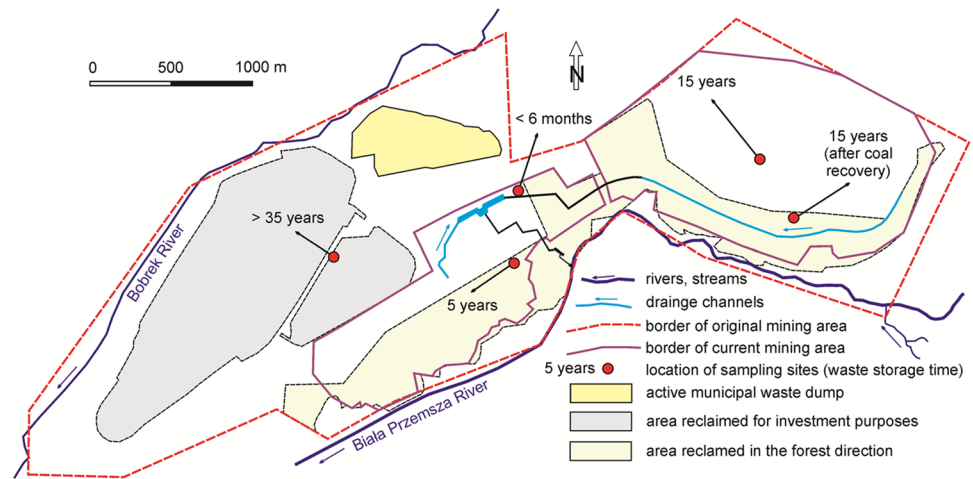 0 500 1000 m
N
15 years
< 6 months
15 years
(after coal
recovery)
> 35 years
Bobrek River
5 years
Biała Przemsza River
rivers, streams
drainge channels
border of original mining area
border of current mining area
5 years location of sampling sites (waste storage time)
active municipal waste dump
area reclaimed for investment purposes
area reclamed in the forest direction